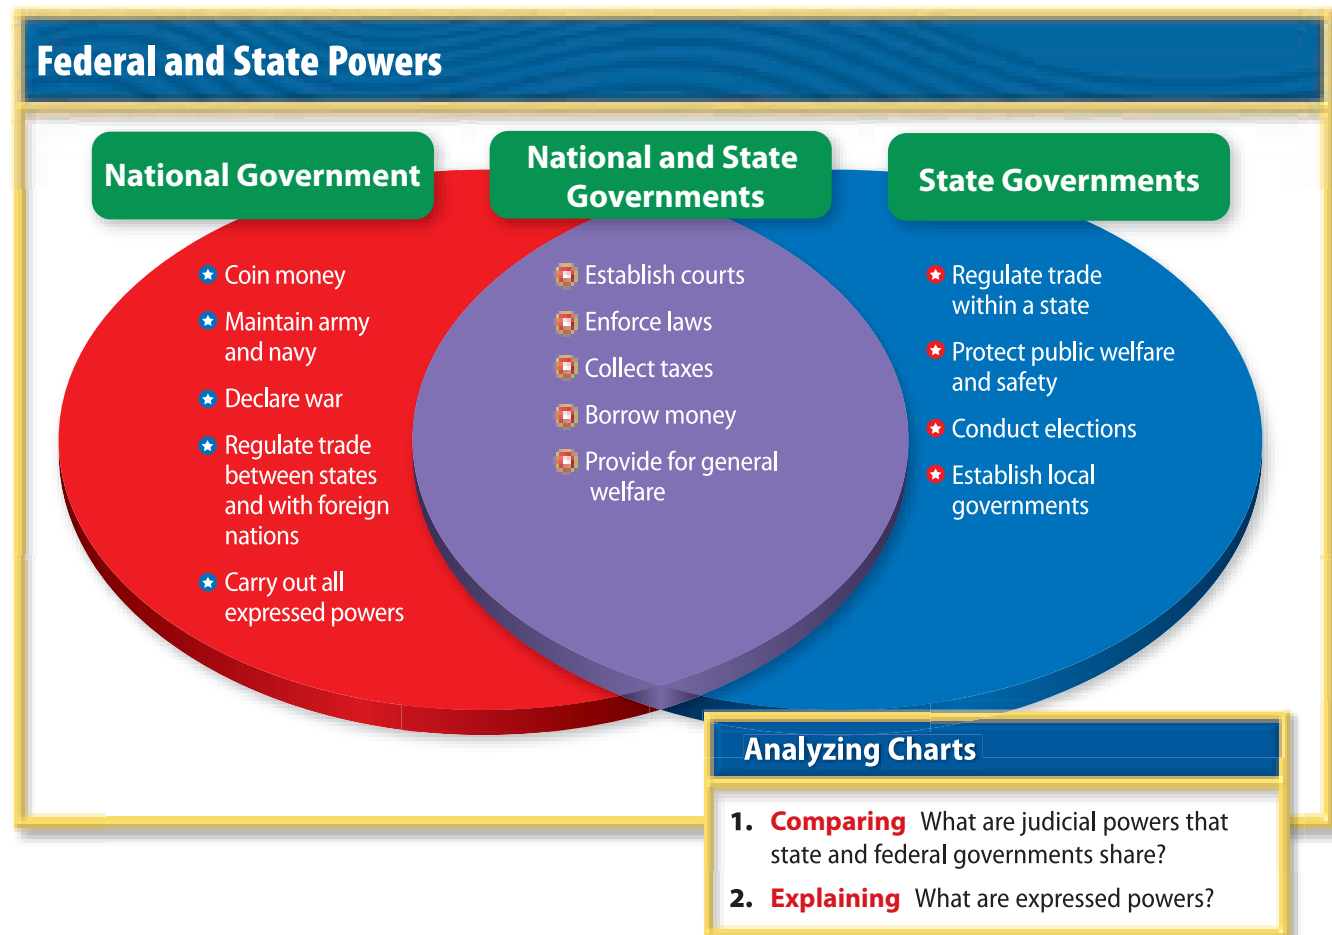 Federal and State Powers
National Government
National and State
Governments
State Governments
Coin money
Maintain army
and navy
Declare war
Regulate trade
between states
and with foreign
nations
Carry out all
expressed powers
Establish courts
Enforce laws
Collect taxes
Borrow money
Provide for general
welfare
Regulate trade
within a state
Protect public welfare
and safety
Conduct elections
Establish local
governments
Analyzing Charts
1. Comparing What are judicial powers that
state and federal governments share?
2. Explaining What are expressed powers?